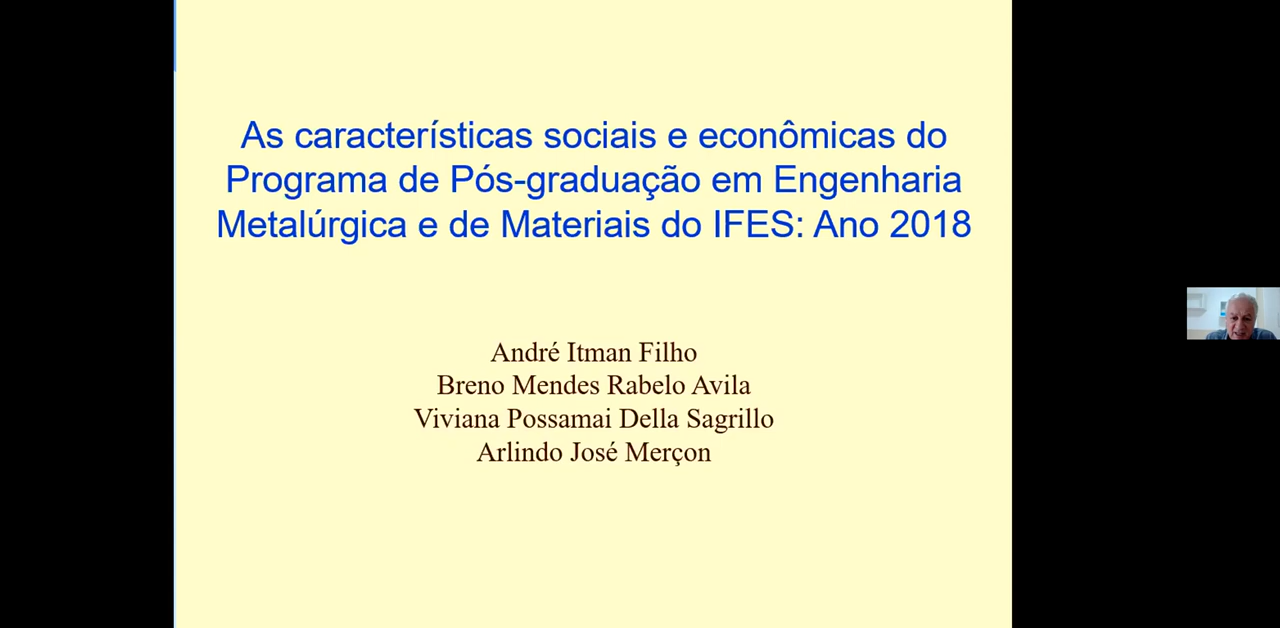 As características sociais e econômicas do
Programa de Pós-graduação em Engenharia
Metalúrgica e de Materiais do IFES: Ano 2018
André Itman Filho
Breno Mendes Rabelo Avila
Viviana Possamai Della Sagrillo
Arlindo José Merçon